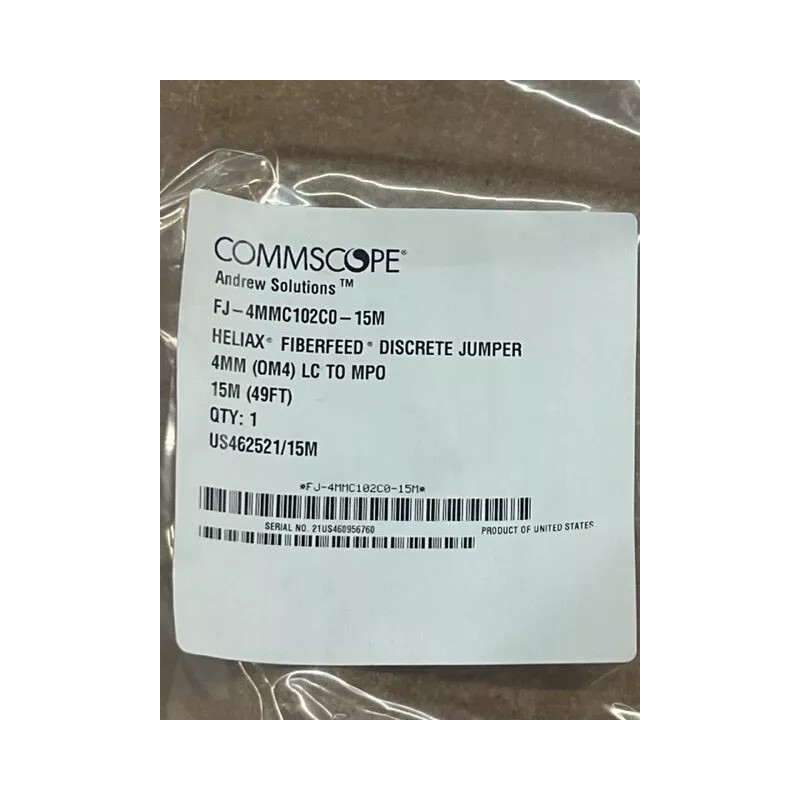 COMMSCOPE®
Andrew Solutions™
FJ-4MMC102C0-15M
HELIAX® FIBERFEED® DISCRETE JUMPER
4MM (OM4) LC TO MPO
15M (49FT)
QTY: 1
US462521/15M
*FJ-4MMC102C0-15M*
SERIAL NO. 21US460956760
PRODUCT OF UNITED STATES